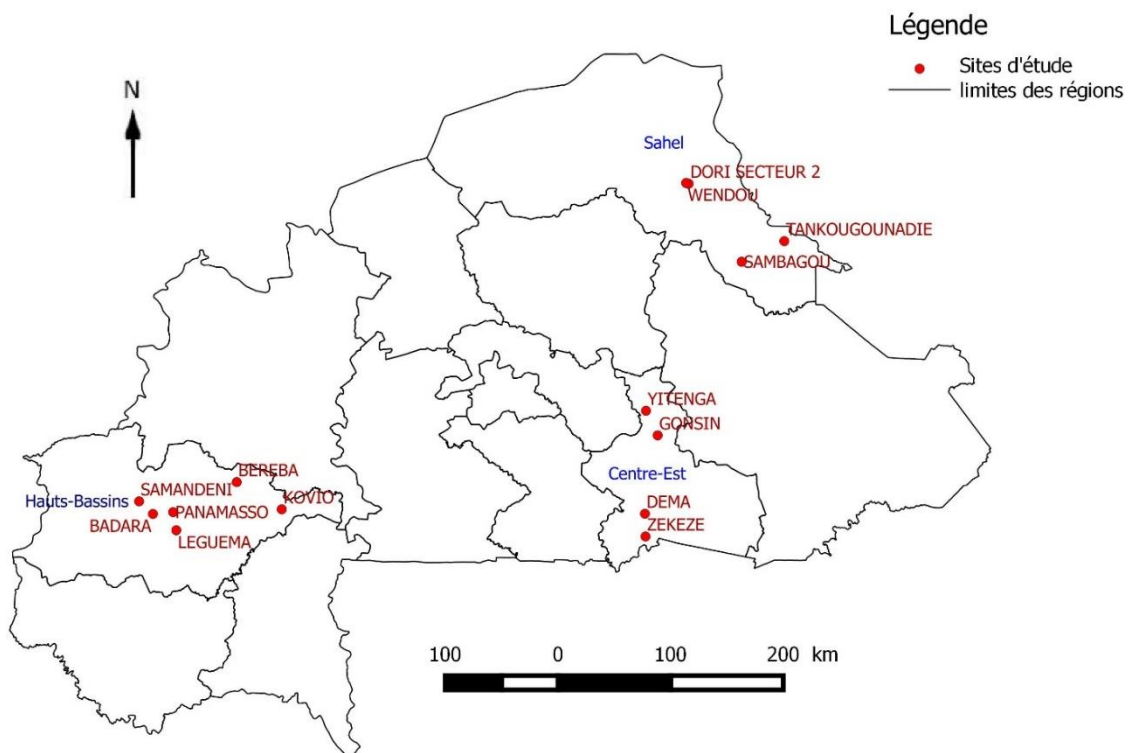 Légende
Sites d'étude
limites des régions
N
Sahel
DORI SECTEUR 2
WENDOU
TANKOUGOUNADIE
SAMBAGOU
YITENGA
GORSIN
Centre-Est
DEMA
ZEKEZE
BEREBA
SAMANDENI
Hauts-Bassins
KOVIO
PANAMASSO
BADARA
LEGUEMA
100 0 100 200 km